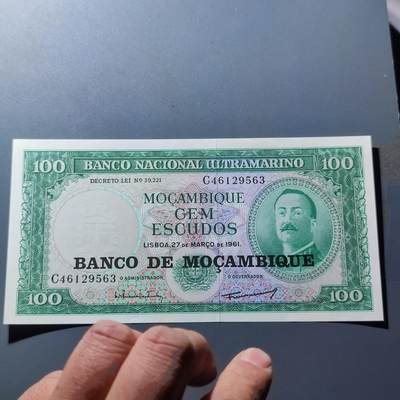 100 BANCO NACIONAL ULTRAMARINO 100
DECRETO-LEI Nº 39.221 C46129563
MOÇAMBIQUE
CEM
ESCUDOS
LISBOA, 27 DE MARÇO DE 1961.
BANCO DE MOÇAMBIQUE
C46129563 O ADMINISTRADOR, O GOVERNADOR,
100 100